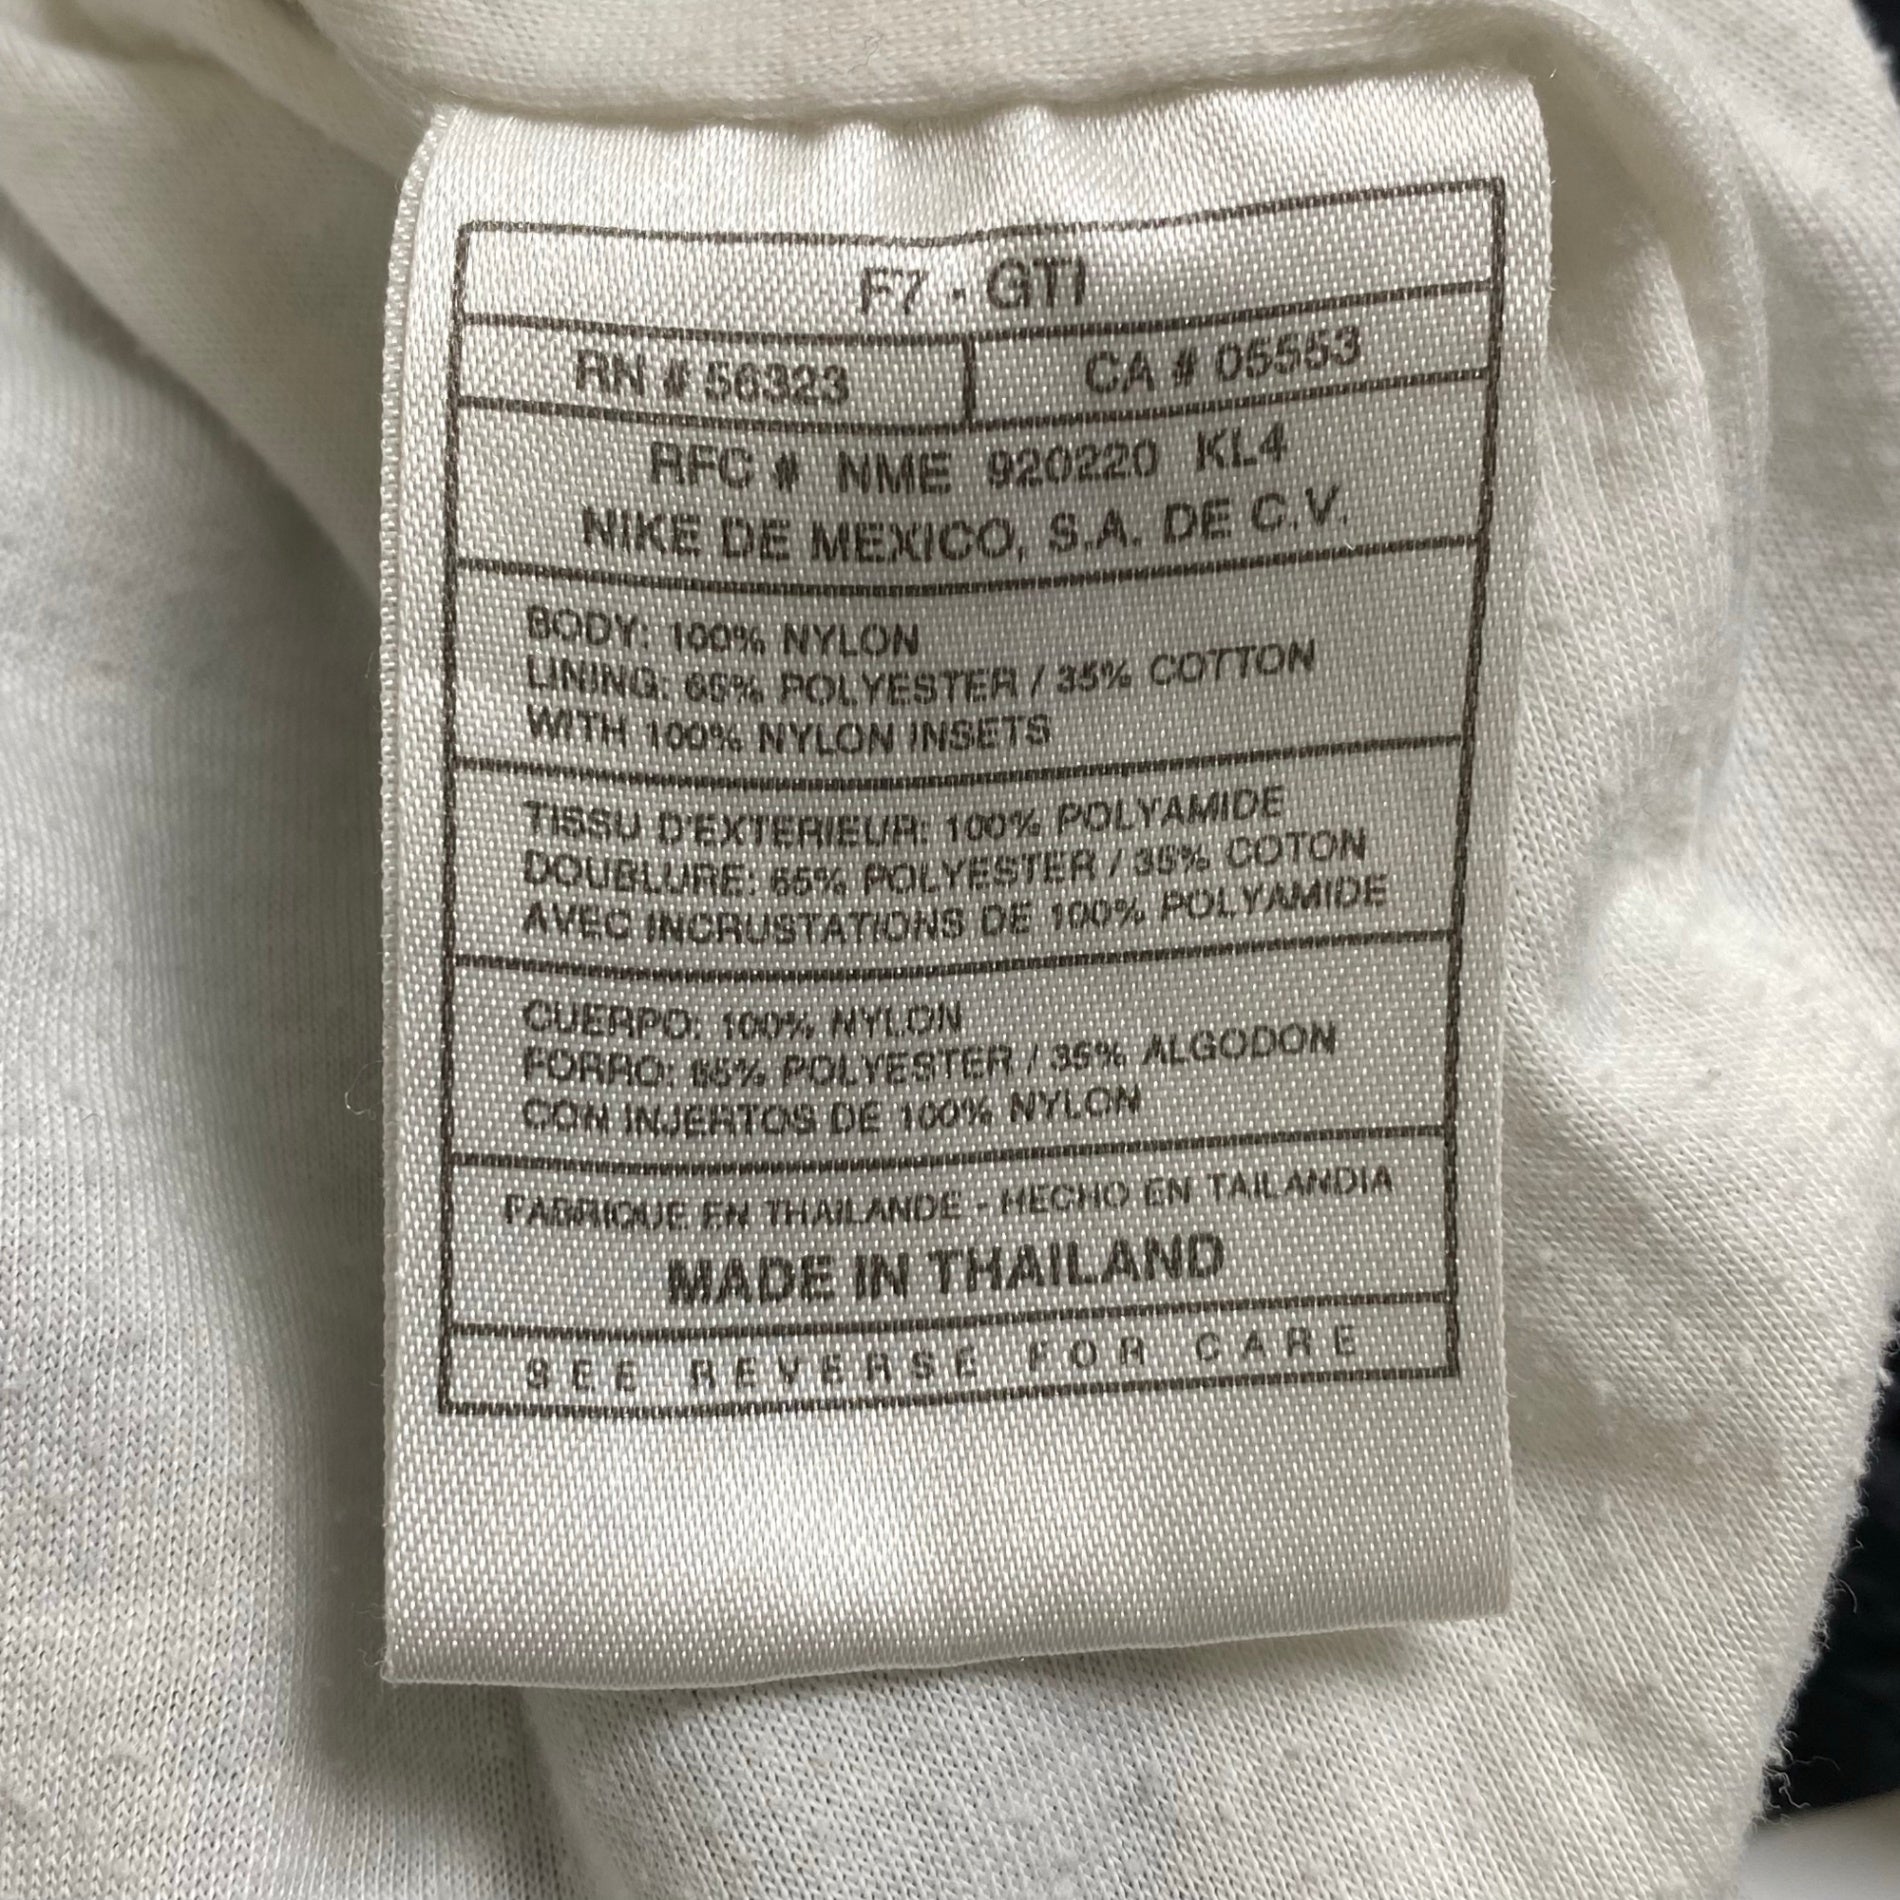 F7 - GTI
RN # 56323
CA # 05553
RFC # NME 920220 KL4
NIKE DE MEXICO, S.A. DE C.V.
BODY: 100% NYLON
LINING: 65% POLYESTER / 35% COTTON
WITH 100% NYLON INSETS
TISSU D'EXTERIEUR: 100% POLYAMIDE
DOUBLURE: 65% POLYESTER / 35% COTON
AVEC INCRUSTATIONS DE 100% POLYAMIDE
CUERPO: 100% NYLON
FORRO: 65% POLYESTER / 35% ALGODON
CON INJERTOS DE 100% NYLON
FABRIQUE EN THAILANDE - HECHO EN TAILANDIA
MADE IN THAILAND
SEE REVERSE FOR CARE